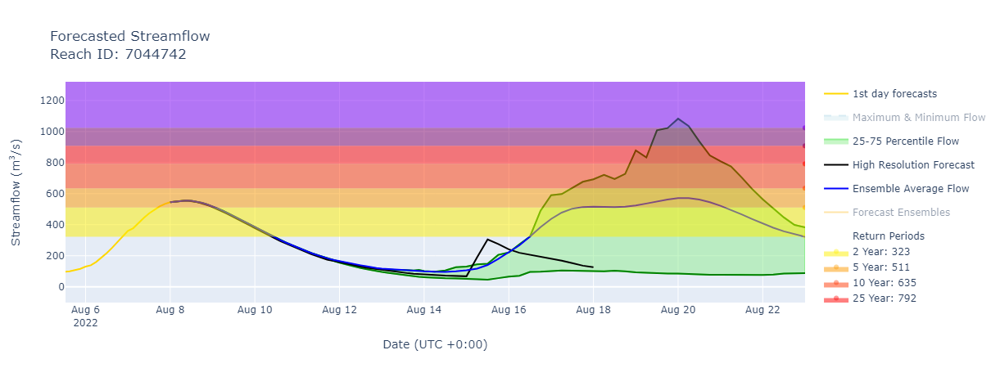 Forecasted Streamflow
Reach ID: 7044742
1200
1000
800
600
400
200
0
Streamflow (m³/s)
Aug 6
2022
Aug 8
Aug 10
Aug 12
Aug 14
Aug 16
Aug 18
Aug 20
Aug 22
Date (UTC +0:00)
1st day forecasts
Maximum & Minimum Flow
25-75 Percentile Flow
High Resolution Forecast
Ensemble Average Flow
Forecast Ensembles
Return Periods
2 Year: 323
5 Year: 511
10 Year: 635
25 Year: 792